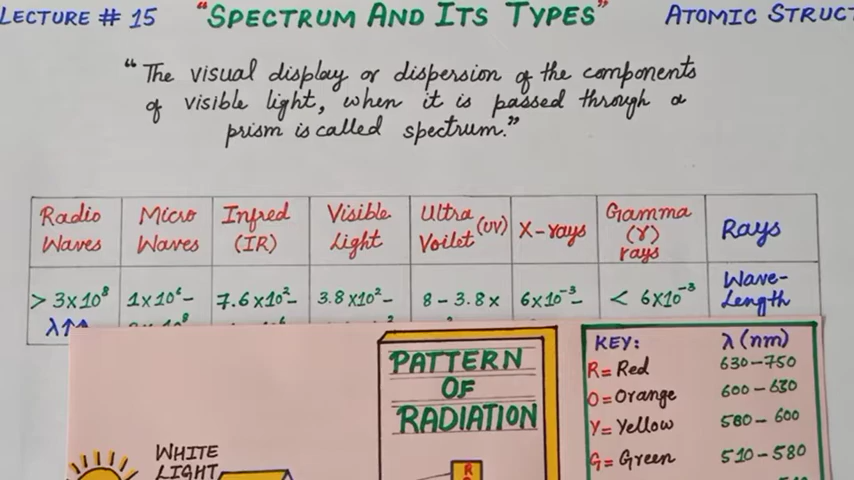 LECTURE # 15 "SPECTRUM AND ITS TYPES" ATOMIC STRUCT
"The visual display or dispersion of the components
of visible light, when it is passed through a
prism is called spectrum."
Radio Waves
Micro Waves
Infred (IR)
Visible Light
Ultra Voilet (UV)
X-rays
Gamma (γ) rays
Rays
> 3x10⁸ λ↑↑
1x10⁶-
7.6x10²-
3.8x10²-
8-3.8x
6x10⁻³-
< 6x10⁻³
Wave-Length
PATTERN
OF
RADIATION
WHITE
LIGHT
R
KEY: λ(nm)
R= Red 630-750
O= Orange 600-630
Y= Yellow 580-600
G= Green 510-580